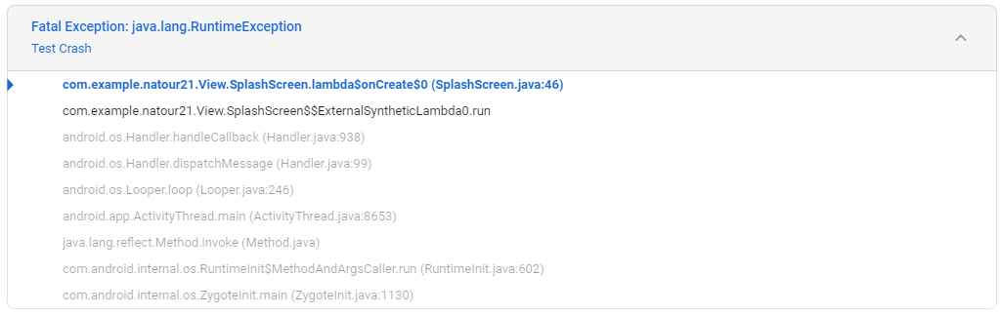 Fatal Exception: java.lang.RuntimeException
Test Crash
com.example.natour21.View.SplashScreen.lambda$onCreate$0 (SplashScreen.java:46)
com.example.natour21.View.SplashScreen$$ExternalSyntheticLambda0.run
android.os.Handler.handleCallback (Handler.java:938)
android.os.Handler.dispatchMessage (Handler.java:99)
android.os.Looper.loop (Looper.java:246)
android.app.ActivityThread.main (ActivityThread.java:8653)
java.lang.reflect.Method.invoke (Method.java)
com.android.internal.os.RuntimeInit$MethodAndArgsCaller.run (RuntimeInit.java:602)
com.android.internal.os.ZygoteInit.main (ZygoteInit.java:1130)